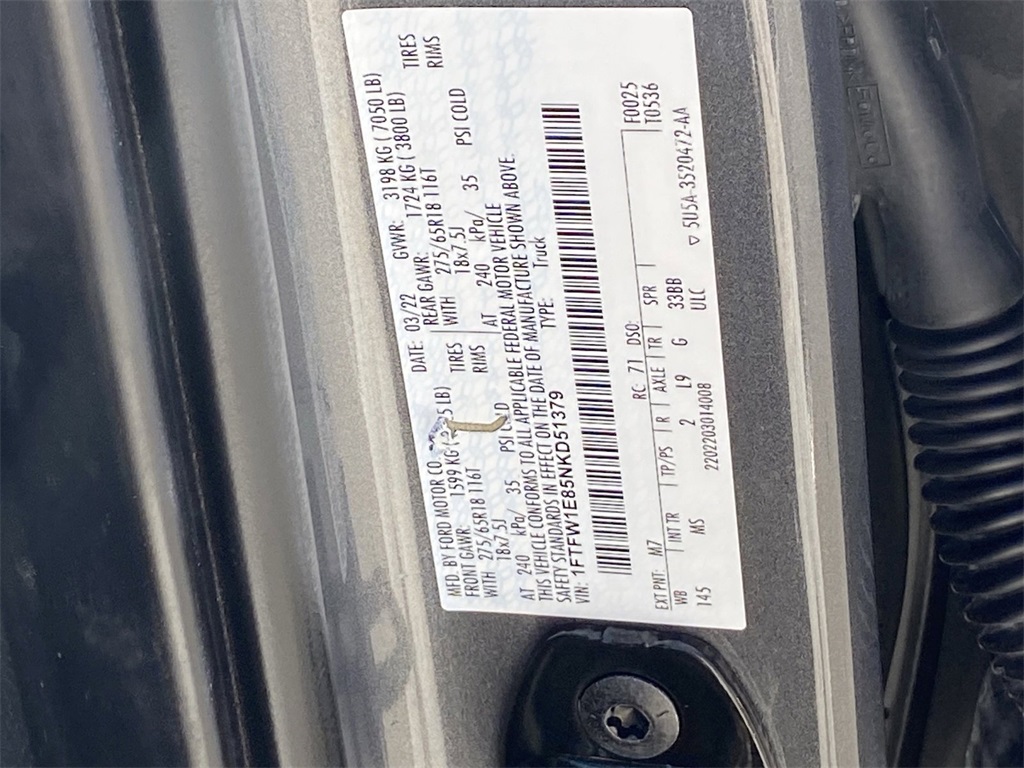 MFD. BY FORD MOTOR CO. DATE: 03/22 GVWR: 3198 KG ( 7050 LB)
FRONT GAWR: 1599 KG ( LB) REAR GAWR: 1724 KG ( 3800 LB)
WITH 275/65R18 116T TIRES WITH 275/65R18 116T TIRES
18x7.5J RIMS 18x7.5J RIMS
AT 240 kPa/ 35 PSI COLD AT 240 kPa/ 35 PSI COLD
THIS VEHICLE CONFORMS TO ALL APPLICABLE FEDERAL MOTOR VEHICLE
SAFETY STANDARDS IN EFFECT ON THE DATE OF MANUFACTURE SHOWN ABOVE.
VIN: 1FTFW1E85NKD51379 TYPE: Truck
EXT PNT: M7 RC: 71 DSO: F0025
WB INT TR TP/PS R AXLE TR SPR T0536
145 MS 2 L9 G 33BB
2202203014008 ULC ▽ 5U5A-3520472-AA